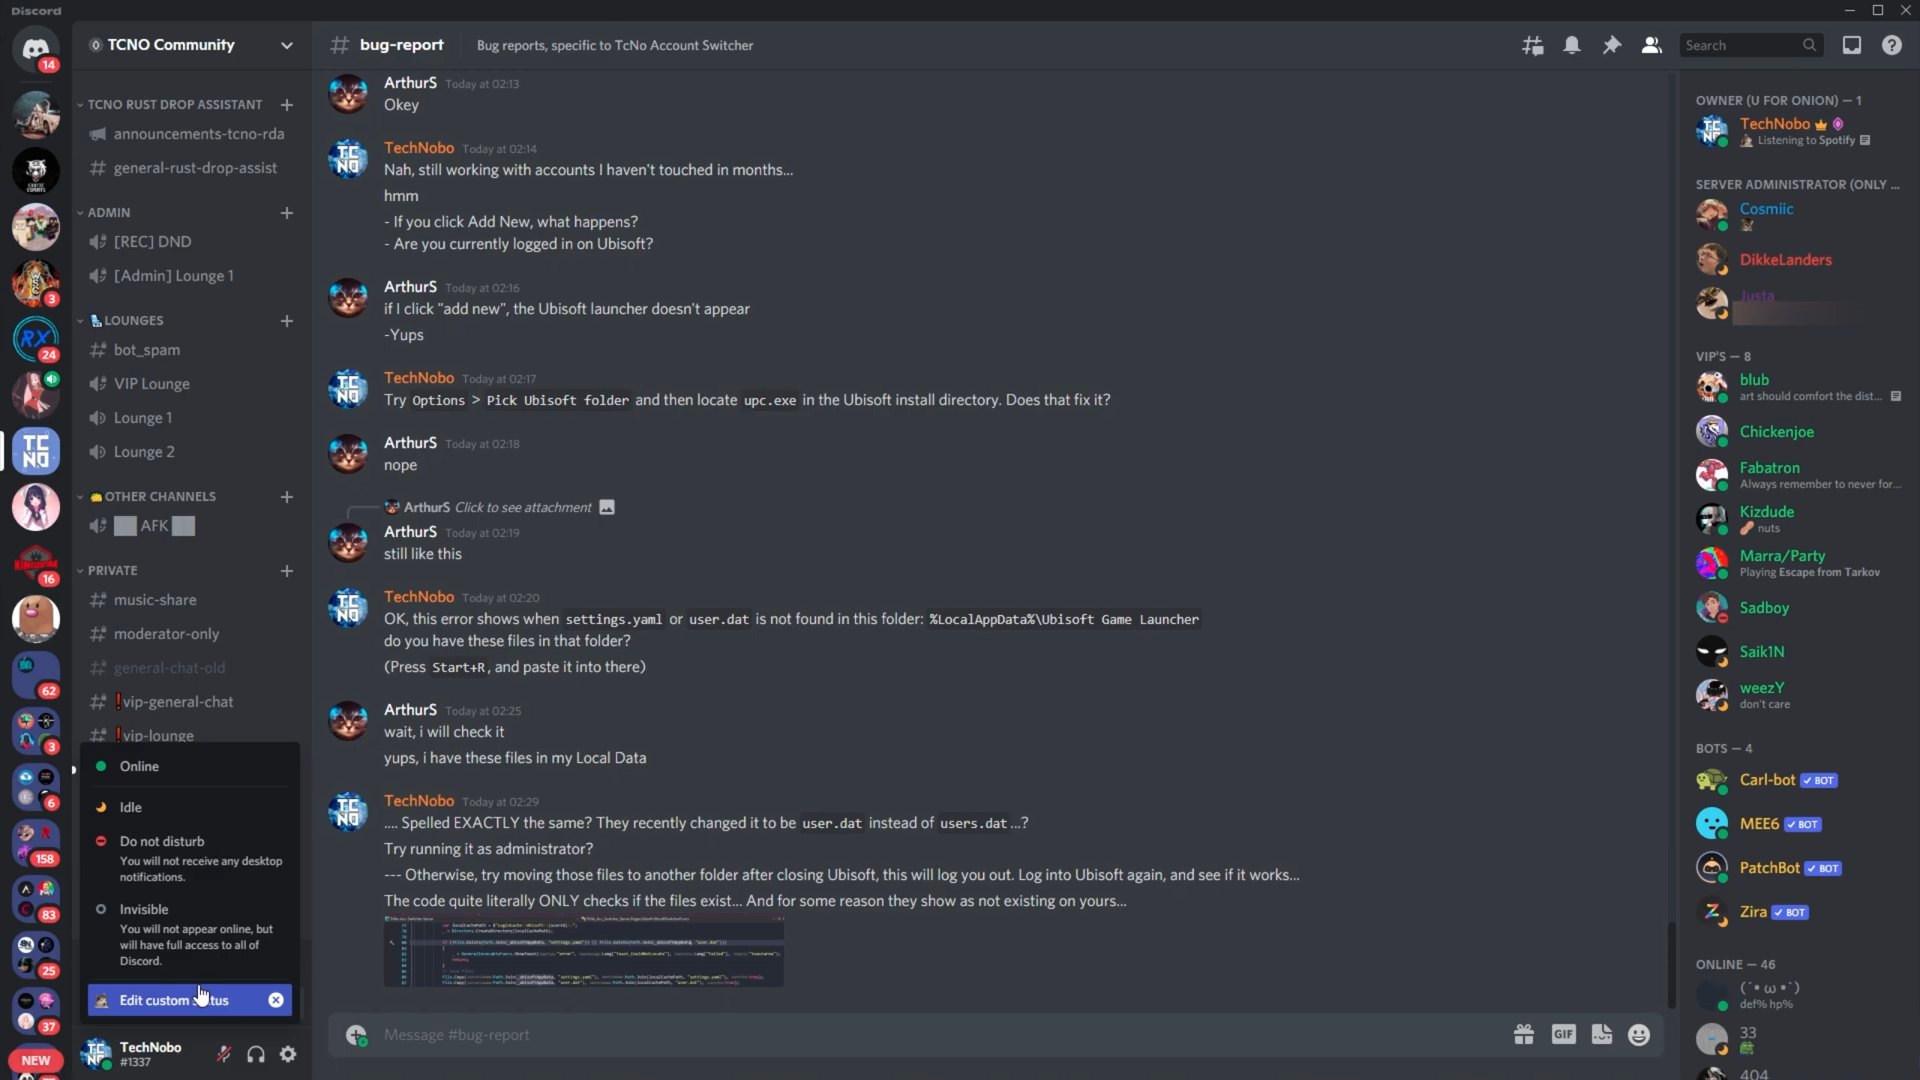 Discord
14
3
24
TC
NO
KINGDOM
16
62
3
6
158
83
25
37
NEW
TCNO Community
TCNO RUST DROP ASSISTANT
announcements-tcno-rda
general-rust-drop-assist
ADMIN
[REC] DND
[Admin] Lounge 1
LOUNGES
bot_spam
VIP Lounge
Lounge 1
Lounge 2
OTHER CHANNELS
AFK
PRIVATE
music-share
moderator-only
general-chat-old
vip-general-chat
vip-lounge
Online
Idle
Do not disturb
You will not receive any desktop
notifications.
Invisible
You will not appear online, but
will have full access to all of
Discord.
Edit custom status
TechNobo
#1337
# bug-report
Bug reports, specific to TcNo Account Switcher
Search
ArthurS Today at 02:13
Okey
TechNobo Today at 02:14
Nah, still working with accounts I haven't touched in months...
hmm
- If you click Add New, what happens?
- Are you currently logged in on Ubisoft?
ArthurS Today at 02:16
if I click "add new", the Ubisoft launcher doesn't appear
-Yups
TechNobo Today at 02:17
Try Options > Pick Ubisoft folder and then locate upc.exe in the Ubisoft install directory. Does that fix it?
ArthurS Today at 02:18
nope
ArthurS Click to see attachment
ArthurS Today at 02:19
still like this
TechNobo Today at 02:20
OK, this error shows when settings.yaml or user.dat is not found in this folder: %LocalAppData%\Ubisoft Game Launcher
do you have these files in that folder?
(Press Start+R, and paste it into there)
ArthurS Today at 02:25
wait, i will check it
yups, i have these files in my Local Data
TechNobo Today at 02:29
.... Spelled EXACTLY the same? They recently changed it to be user.dat instead of users.dat ...?
Try running it as administrator?
--- Otherwise, try moving those files to another folder after closing Ubisoft, this will log you out. Log into Ubisoft again, and see if it works...
The code quite literally ONLY checks if the files exist... And for some reason they show as not existing on yours...
Message #bug-report
GIF
OWNER (U FOR ONION) — 1
TechNobo
Listening to Spotify
SERVER ADMINISTRATOR (ONLY ...
Cosmiic
DikkeLanders
Justa
VIP'S — 8
blub
art should comfort the dist...
Chickenjoe
Fabatron
Always remember to never for...
Kizdude
nuts
Marra/Party
Playing Escape from Tarkov
Sadboy
Saik1N
weezY
don't care
BOTS — 4
Carl-bot ✓ BOT
MEE6 ✓ BOT
PatchBot ✓ BOT
Zira ✓ BOT
ONLINE — 46
(´• ω •`)
def% hp%
33
404